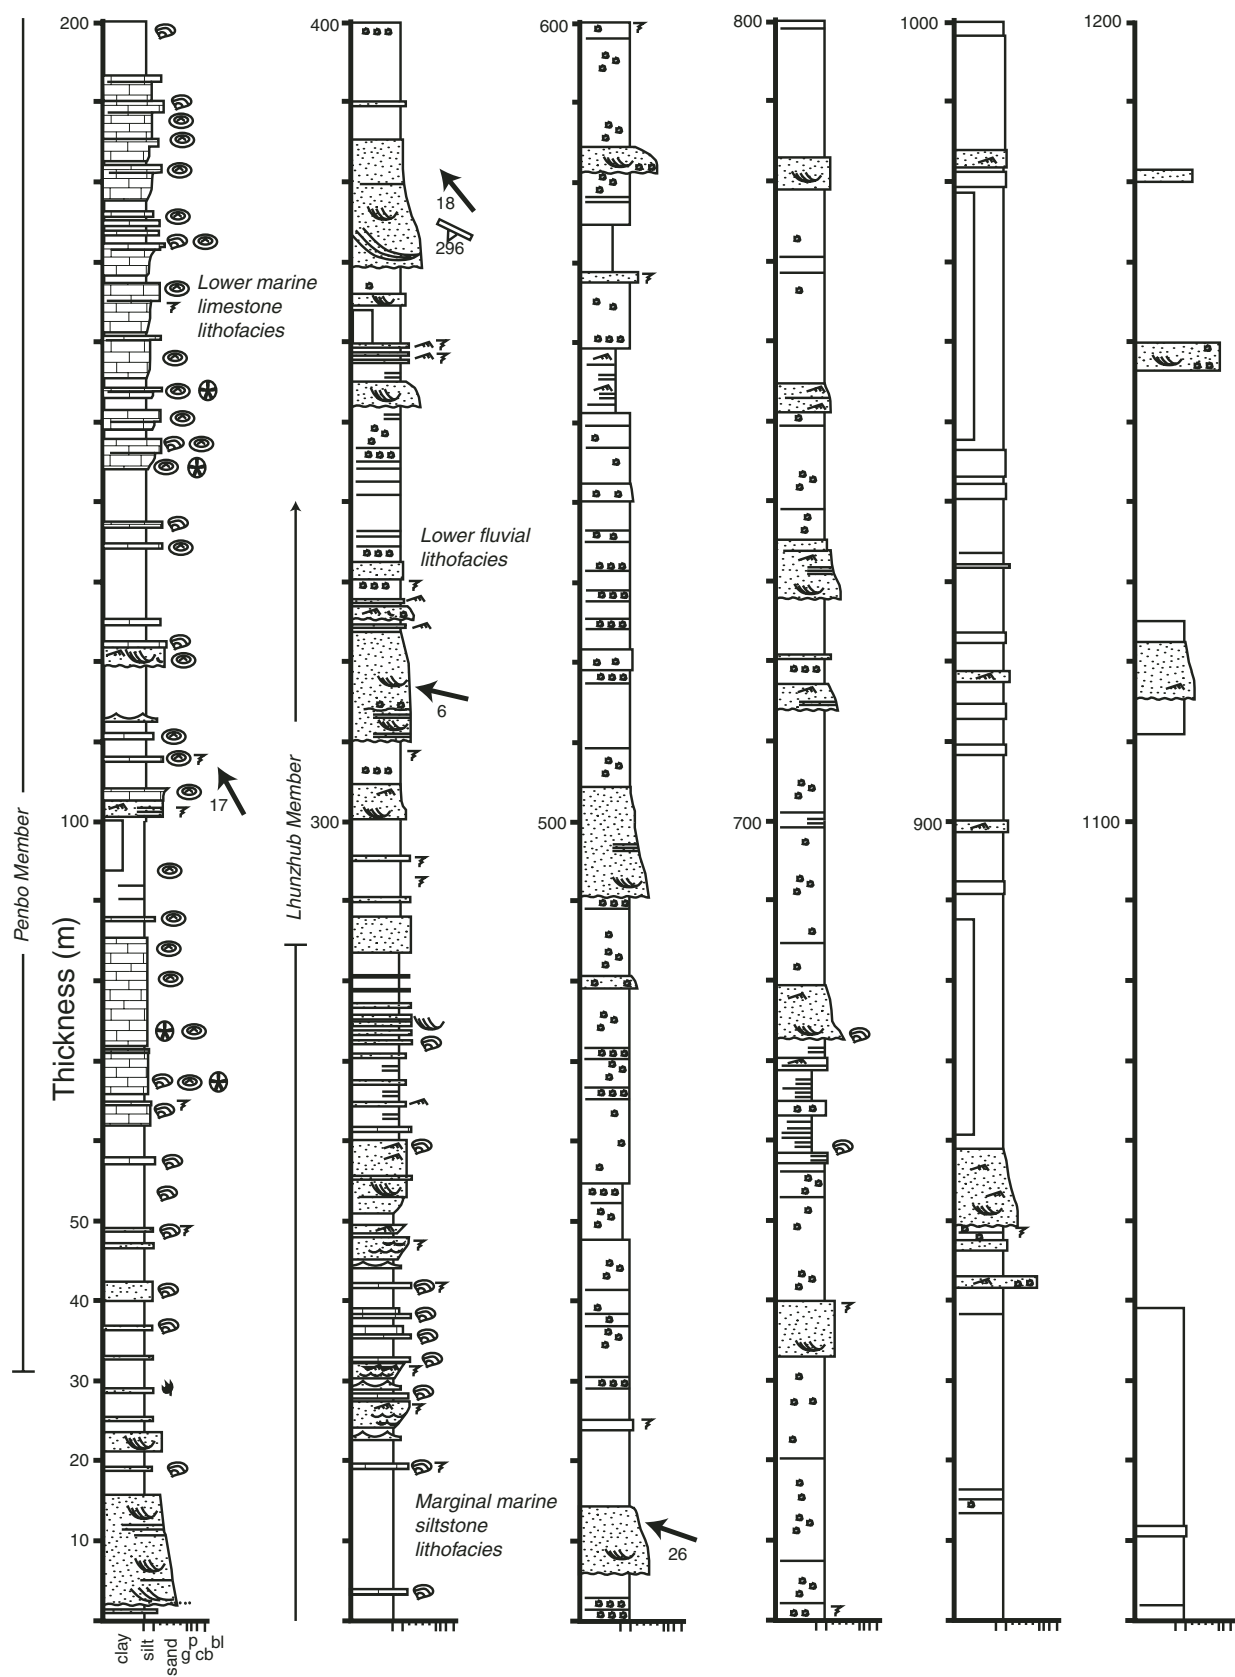 200
400
600
800
1000
1200
18
296
Lower marine
limestone
lithofacies
Lower fluvial
lithofacies
6
17
100
300
500
700
900
1100
Penbo Member
Lhunzhub Member
Thickness (m)
50
40
30
20
10
Marginal marine
siltstone
lithofacies
26
clay
silt
sand
g
p
cb
bl